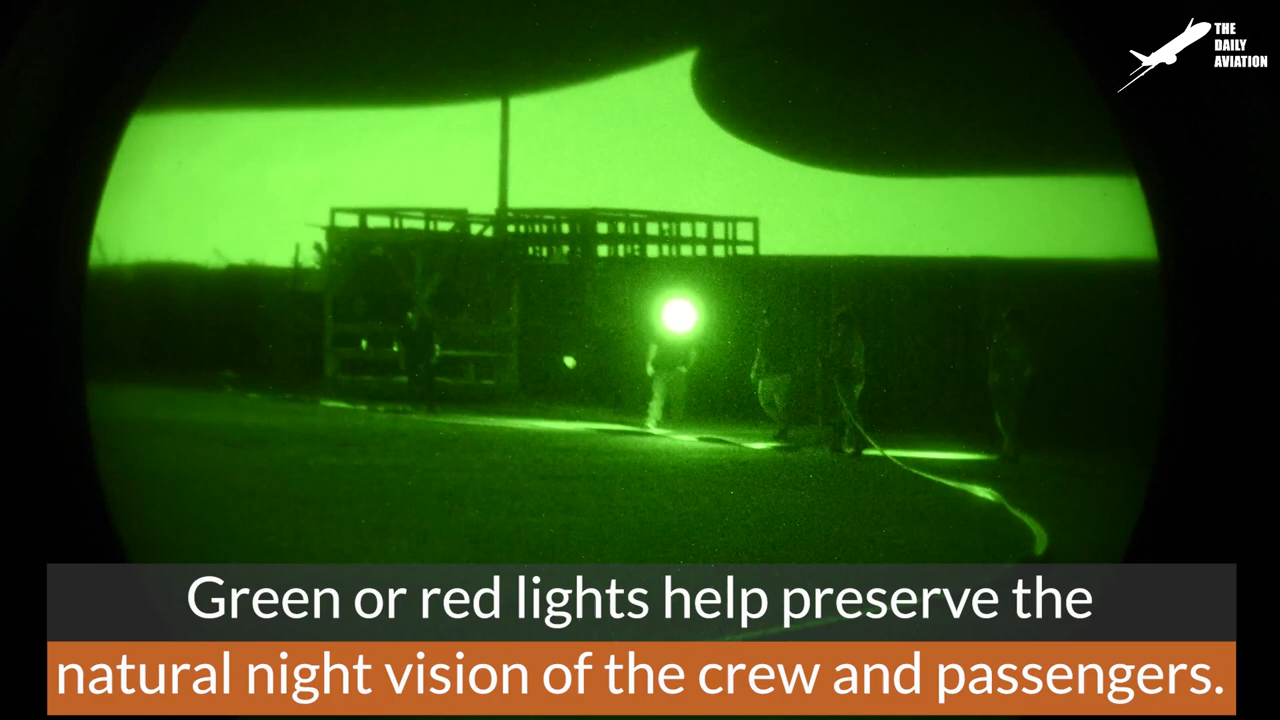 THE
DAILY
AVIATION
Green or red lights help preserve the
natural night vision of the crew and passengers.